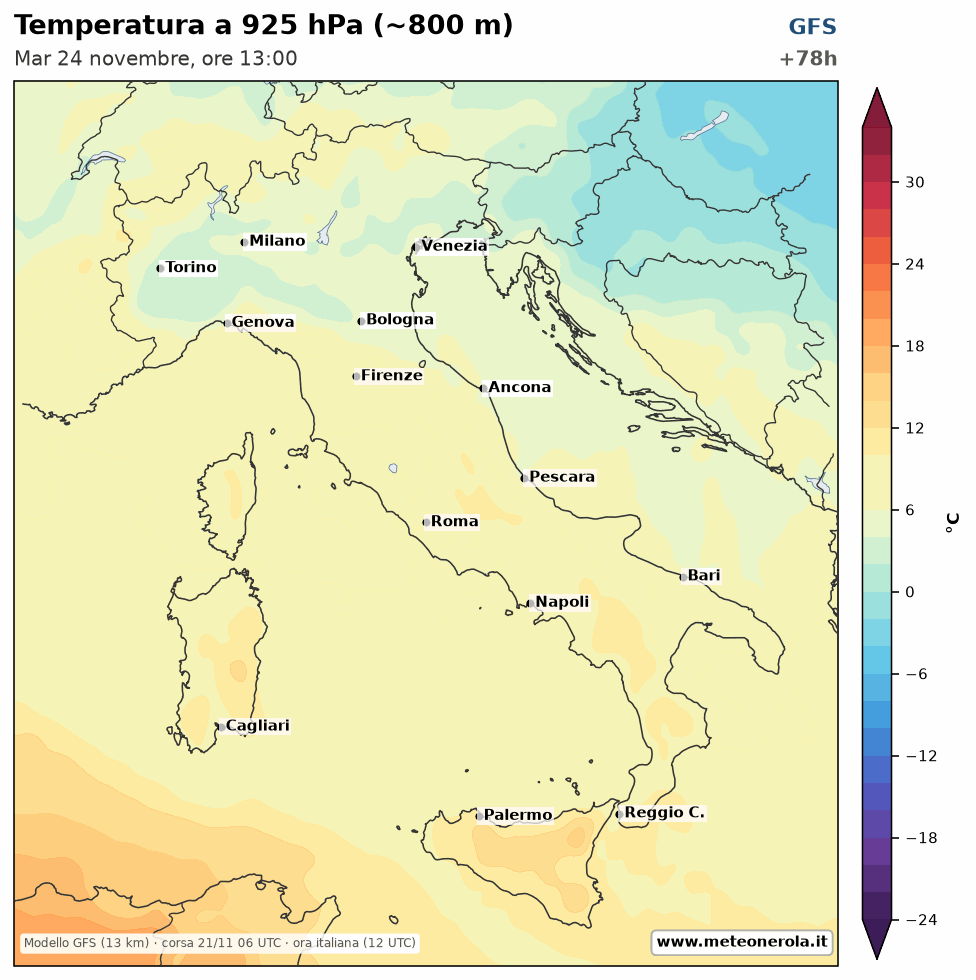 Temperatura a 925 hPa (~800 m)
GFS
Mar 24 novembre, ore 13:00
+78h
Milano
Venezia
Torino
Genova
Bologna
Firenze
Ancona
Pescara
Roma
Bari
Napoli
Cagliari
Palermo
Reggio C.
30
24
18
12
6
0
−6
−12
−18
−24
°C
Modello GFS (13 km) · corsa 21/11 06 UTC · ora italiana (12 UTC)
www.meteonerola.it